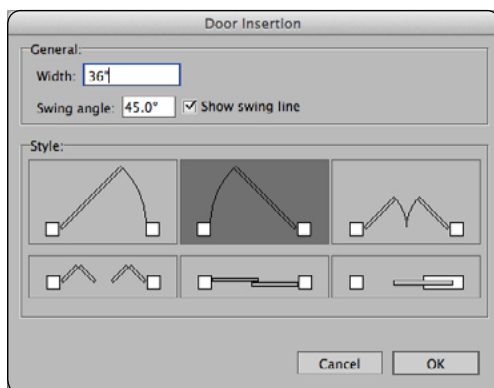 Door Insertion
General:
Width: 36"
Swing angle: 45.0° Show swing line
Style:
Cancel OK